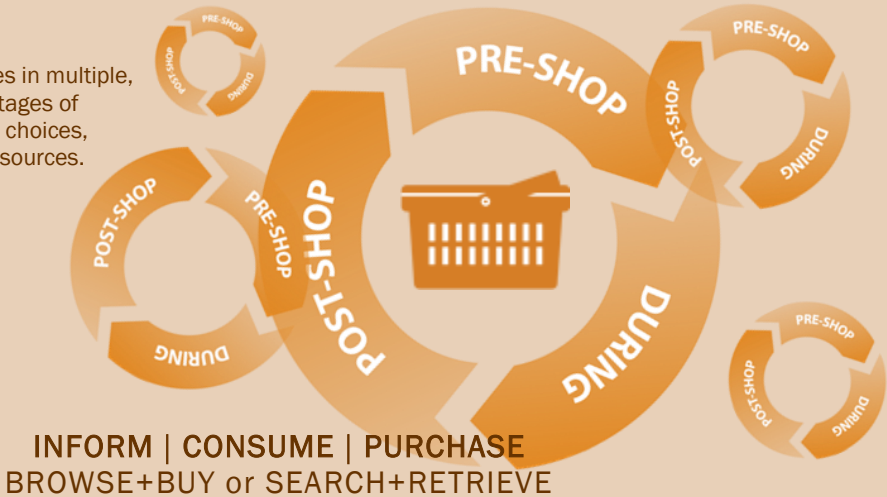 es in multiple,
tages of
choices,
sources.
PRE-SHOP
DURING
POST-SHOP
PRE-SHOP
DURING
POST-SHOP
PRE-SHOP
DURING
POST-SHOP
PRE-SHOP
DURING
POST-SHOP
PRE-SHOP
DURING
POST-SHOP
INFORM | CONSUME | PURCHASE
BROWSE+BUY or SEARCH+RETRIEVE